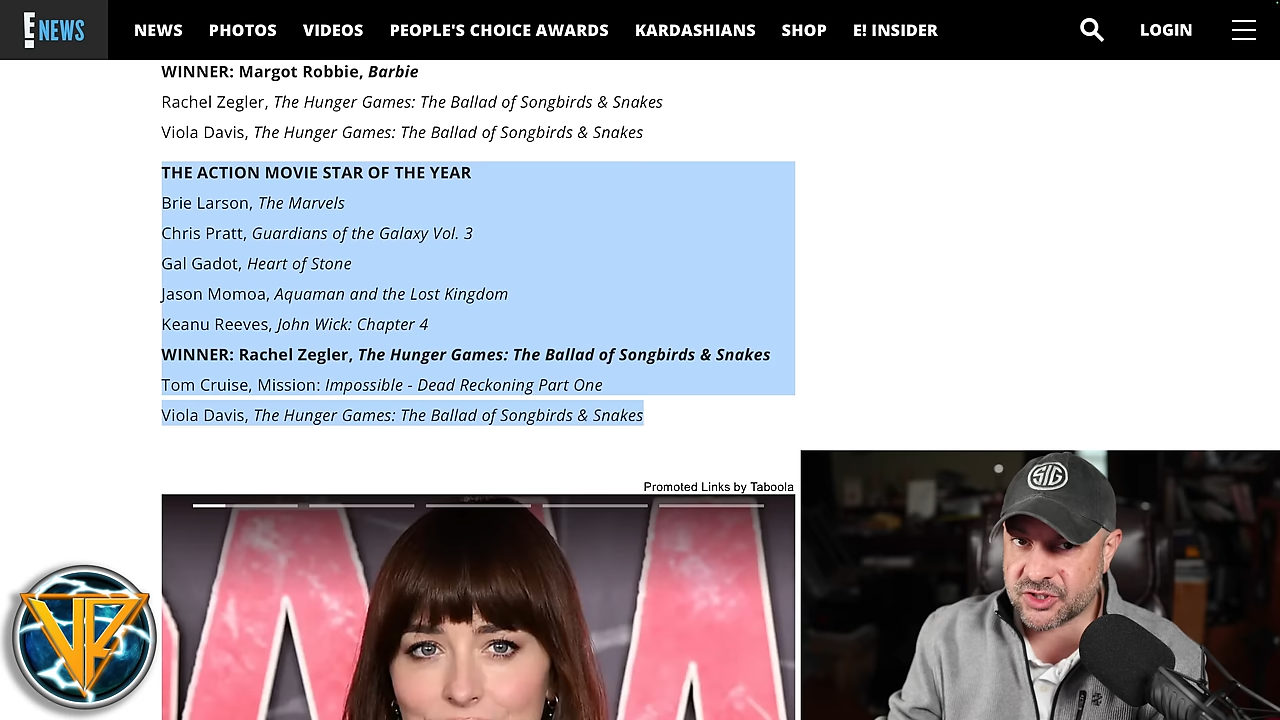 E! NEWS
NEWS PHOTOS VIDEOS PEOPLE'S CHOICE AWARDS KARDASHIANS SHOP E! INSIDER LOGIN
WINNER: Margot Robbie, Barbie
Rachel Zegler, The Hunger Games: The Ballad of Songbirds & Snakes
Viola Davis, The Hunger Games: The Ballad of Songbirds & Snakes
THE ACTION MOVIE STAR OF THE YEAR
Brie Larson, The Marvels
Chris Pratt, Guardians of the Galaxy Vol. 3
Gal Gadot, Heart of Stone
Jason Momoa, Aquaman and the Lost Kingdom
Keanu Reeves, John Wick: Chapter 4
WINNER: Rachel Zegler, The Hunger Games: The Ballad of Songbirds & Snakes
Tom Cruise, Mission: Impossible - Dead Reckoning Part One
Viola Davis, The Hunger Games: The Ballad of Songbirds & Snakes
Promoted Links by Taboola
SIG